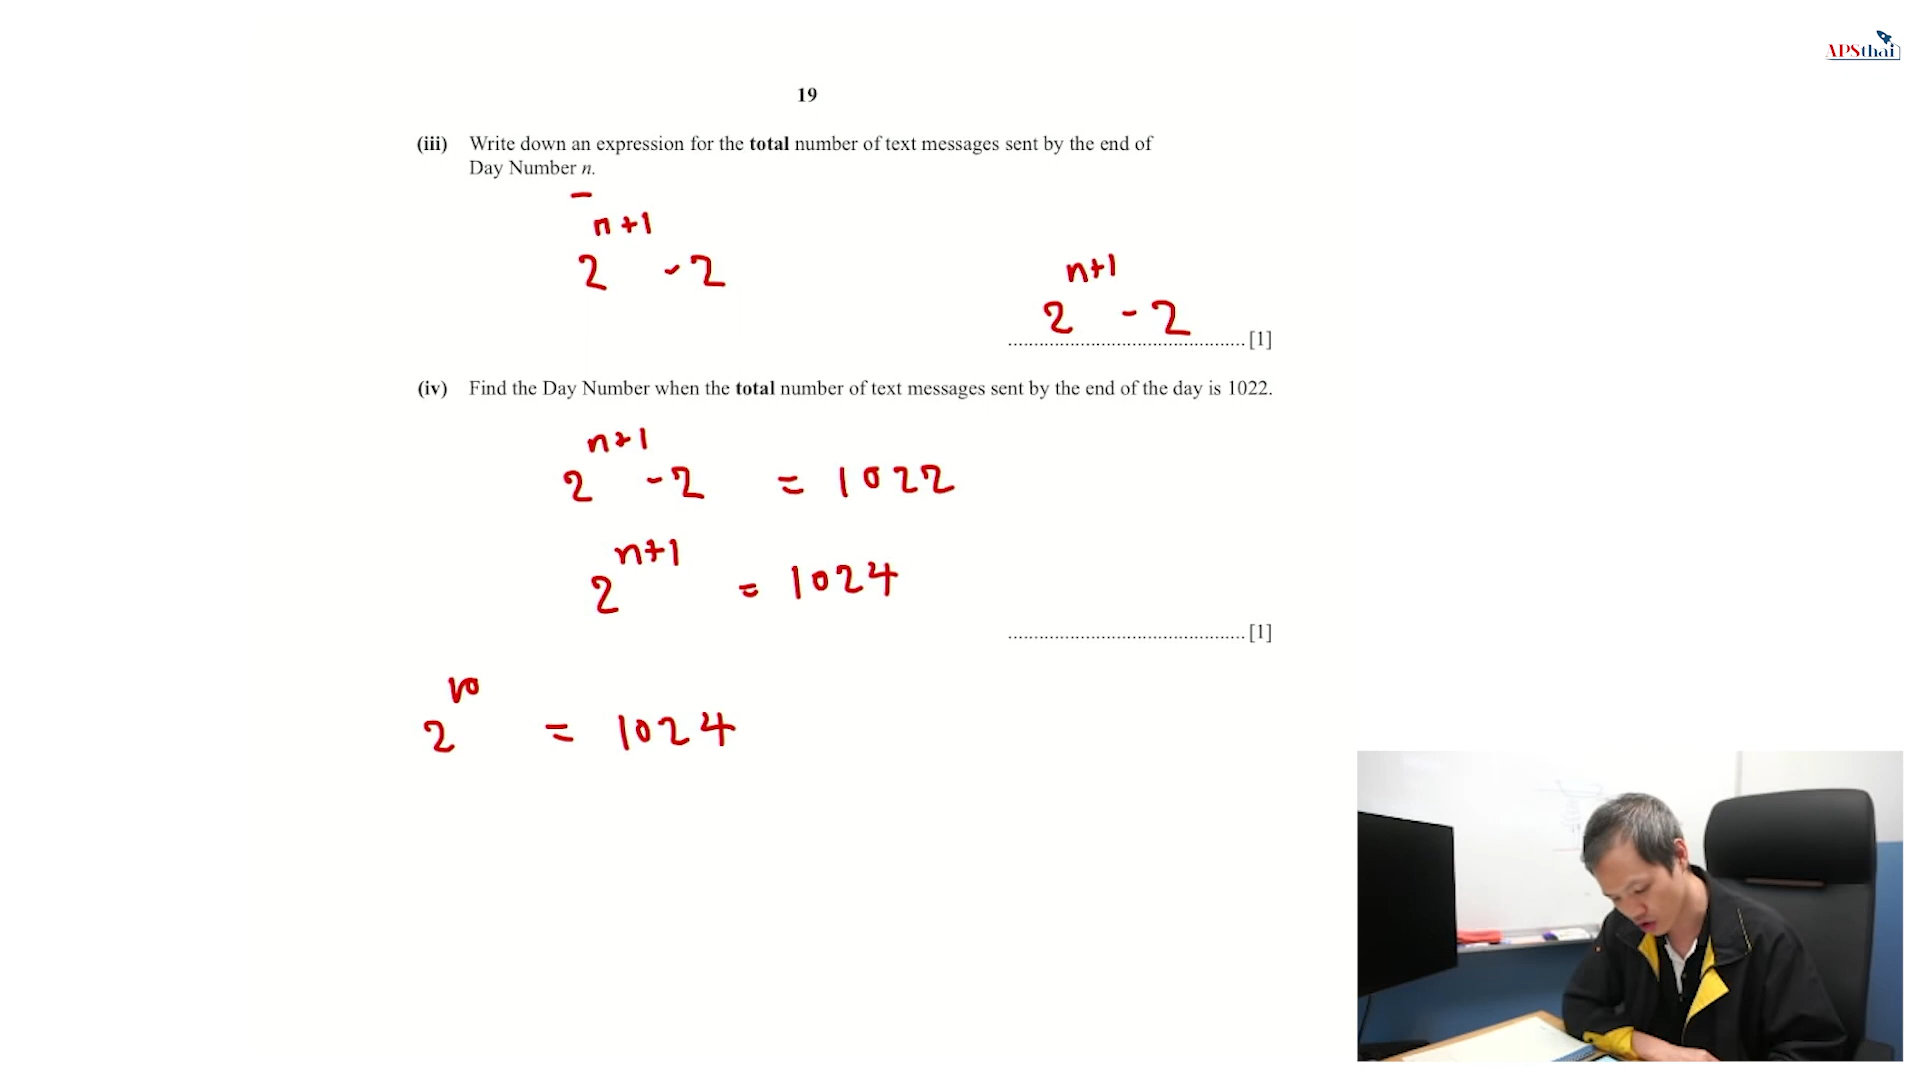 APSthai
19
(iii) Write down an expression for the total number of text messages sent by the end of
Day Number n.
2^{n+1} - 2
2^{n+1} - 2
.............................................. [1]
(iv) Find the Day Number when the total number of text messages sent by the end of the day is 1022.
2^{n+1} - 2 = 1022
2^{n+1} = 1024
.............................................. [1]
2^{10} = 1024